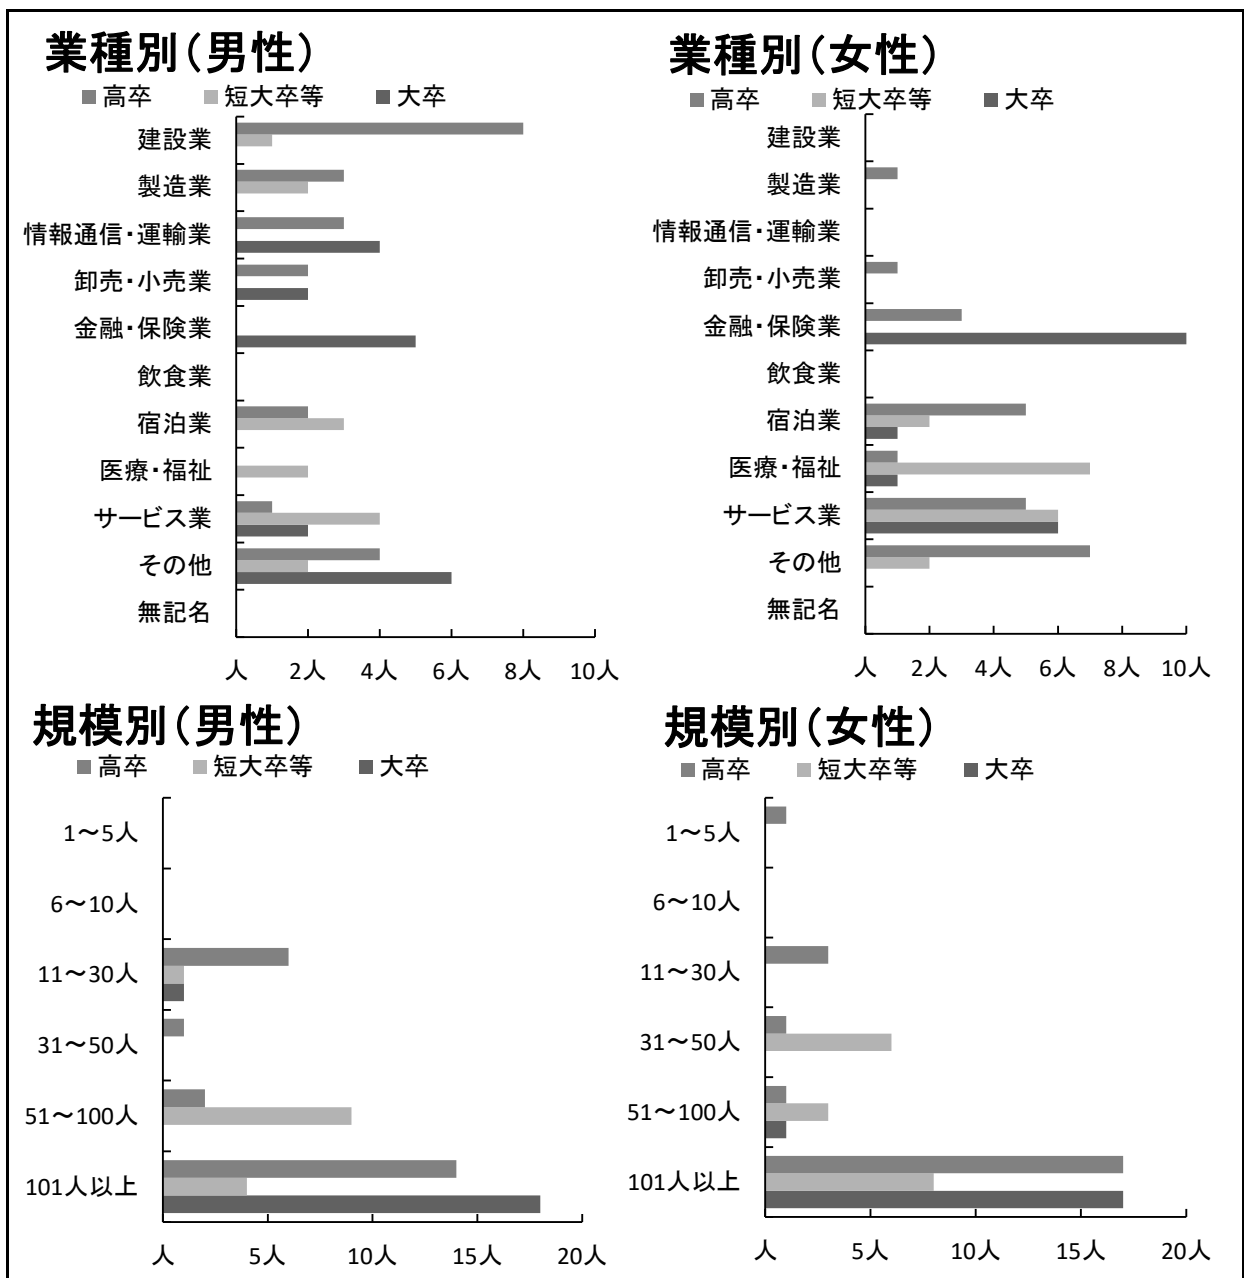 業種別(男性)
■高卒 ■短大卒等 ■大卒
建設業
製造業
情報通信・運輸業
卸売・小売業
金融・保険業
飲食業
宿泊業
医療・福祉
サービス業
その他
無記名
人 2人 4人 6人 8人 10人
業種別(女性)
■高卒 ■短大卒等 ■大卒
建設業
製造業
情報通信・運輸業
卸売・小売業
金融・保険業
飲食業
宿泊業
医療・福祉
サービス業
その他
無記名
人 2人 4人 6人 8人 10人
規模別(男性)
■高卒 ■短大卒等 ■大卒
1～5人
6～10人
11～30人
31～50人
51～100人
101人以上
人 5人 10人 15人 20人
規模別(女性)
■高卒 ■短大卒等 ■大卒
1～5人
6～10人
11～30人
31～50人
51～100人
101人以上
人 5人 10人 15人 20人